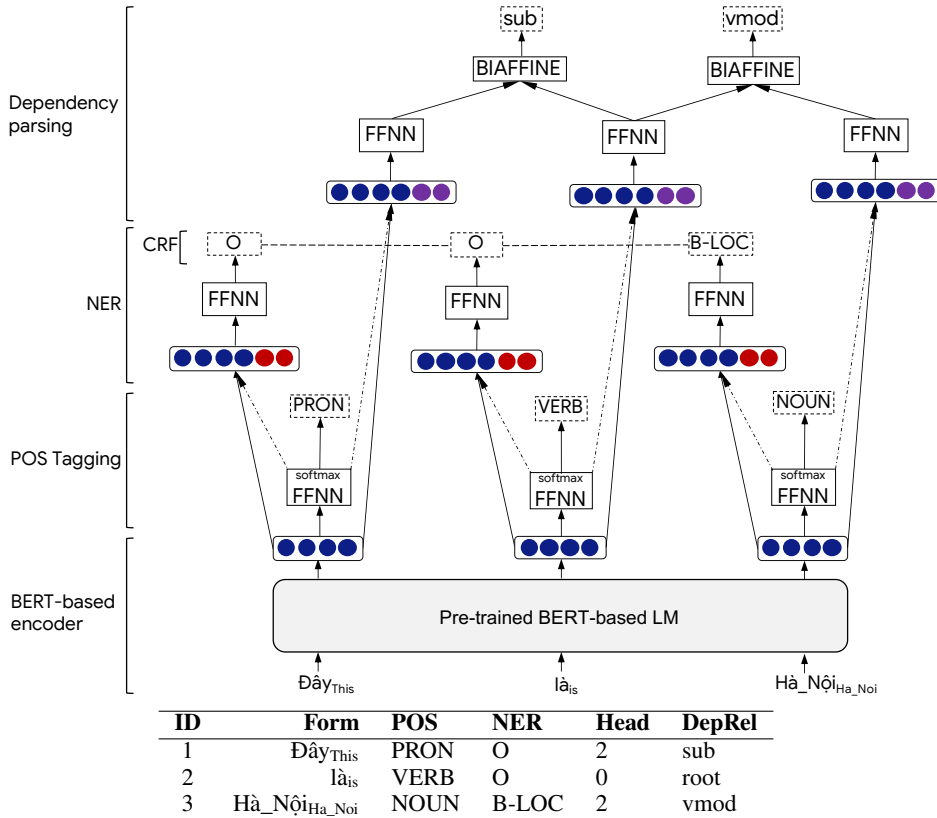 sub vmod
BIAFFINE BIAFFINE
Dependency
parsing
FFNN FFNN FFNN
CRF O O B-LOC
NER
FFNN FFNN FFNN
PRON VERB NOUN
POS Tagging
softmax softmax softmax
FFNN FFNN FFNN
BERT-based
encoder
Pre-trained BERT-based LM
ĐâyThis làis Hà_NộiHa_Noi
ID Form POS NER Head DepRel
1 ĐâyThis PRON O 2 sub
2 làis VERB O 0 root
3 Hà_NộiHa_Noi NOUN B-LOC 2 vmod